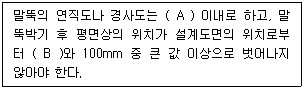 말뚝의 연직도나 경사도는 ( A ) 이내로 하고, 말
뚝박기 후 평면상의 위치가 설계도면의 위치로부
터 ( B )와 100mm 중 큰 값 이상으로 벗어나지
않아야 한다.